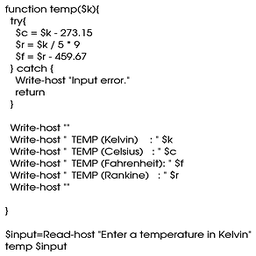 function temp($k){
try{
$c = $k - 273.15
$r = $k / 5 * 9
$f = $r - 459.67
} catch {
Write-host "Input error."
return
}
Write-host ""
Write-host " TEMP (Kelvin) : " $k
Write-host " TEMP (Celsius) : " $c
Write-host " TEMP (Fahrenheit): " $f
Write-host " TEMP (Rankine) : " $r
Write-host ""
}
$input=Read-host "Enter a temperature in Kelvin"
temp $input